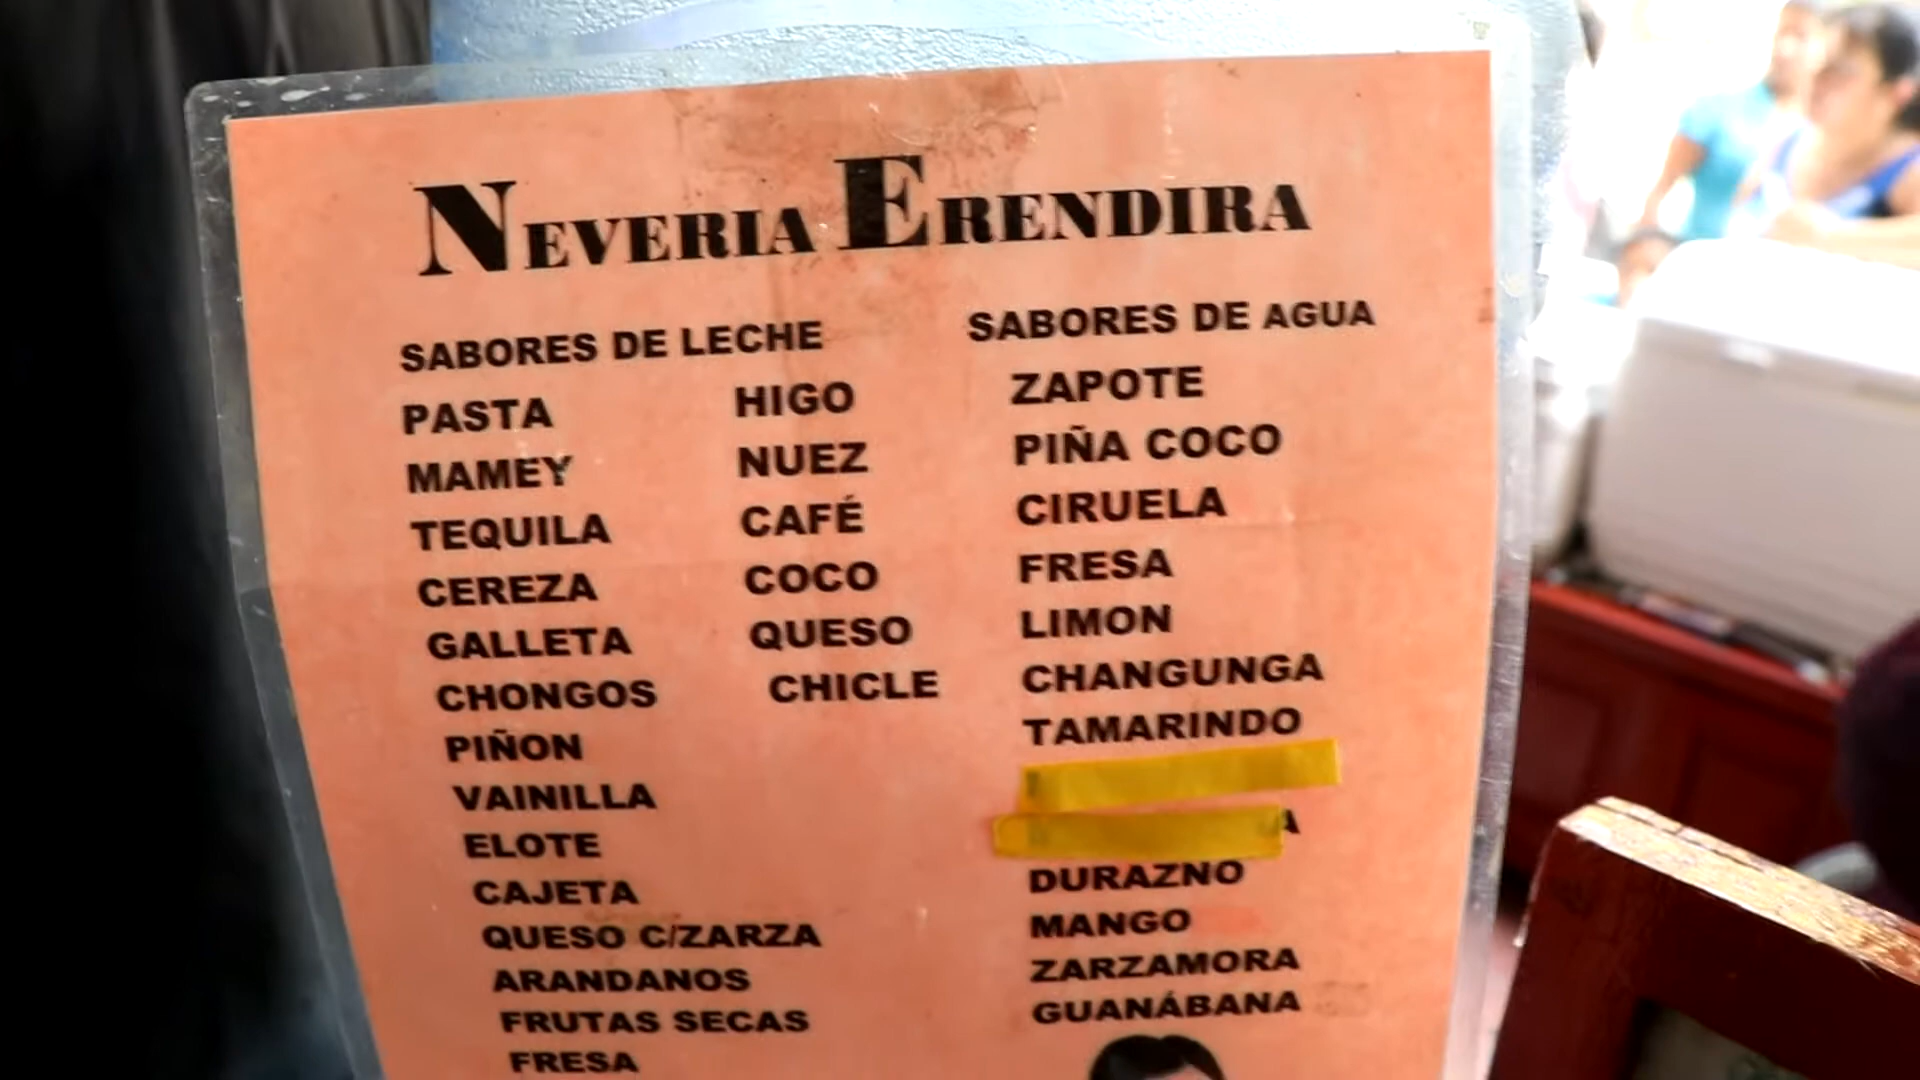 NEVERIA ERENDIRA
SABORES DE LECHE
PASTA
MAMEY
TEQUILA
CEREZA
GALLETA
CHONGOS
PIÑON
VAINILLA
ELOTE
CAJETA
QUESO C/ZARZA
ARANDANOS
FRUTAS SECAS
FRESA
HIGO
NUEZ
CAFÉ
COCO
QUESO
CHICLE
SABORES DE AGUA
ZAPOTE
PIÑA COCO
CIRUELA
FRESA
LIMON
CHANGUNGA
TAMARINDO
DURAZNO
MANGO
ZARZAMORA
GUANÁBANA